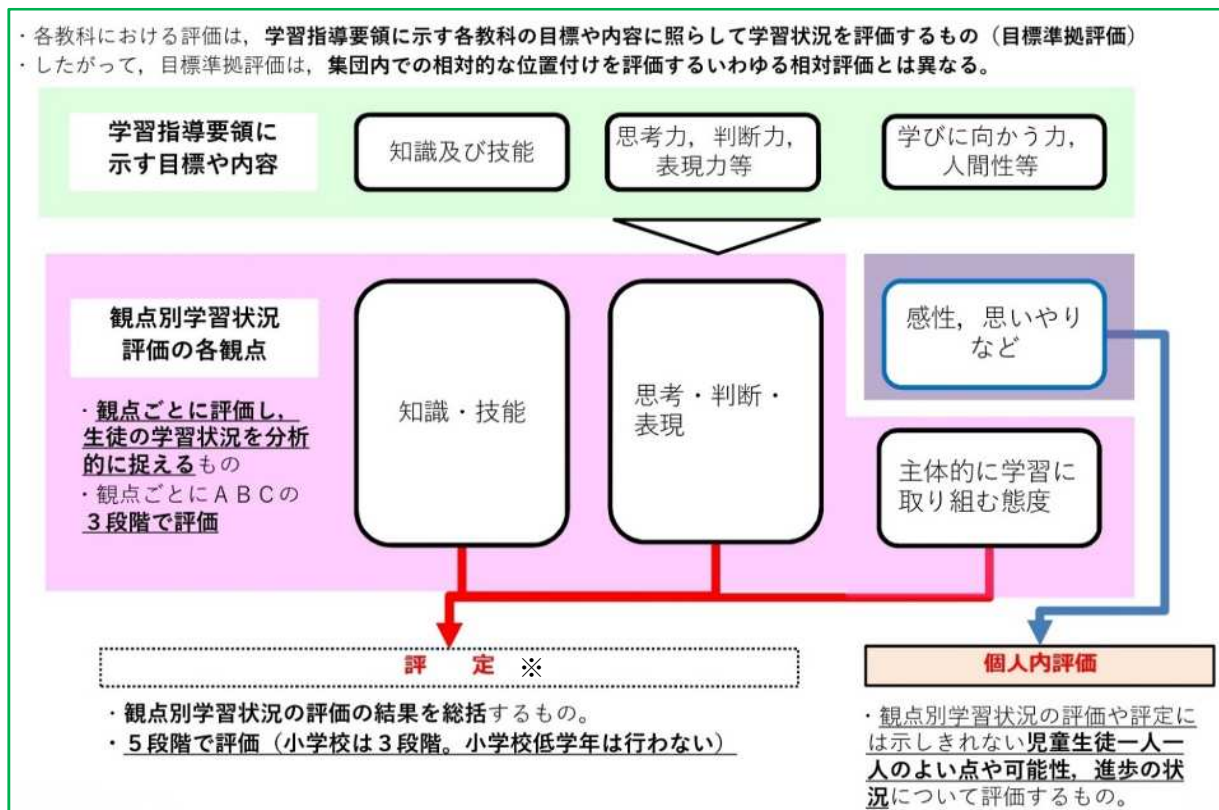 ・各教科における評価は，学習指導要領に示す各教科の目標や内容に照らして学習状況を評価するもの（目標準拠評価）
・したがって，目標準拠評価は，集団内での相対的な位置付けを評価するいわゆる相対評価とは異なる。
学習指導要領に
示す目標や内容
知識及び技能
思考力，判断力，
表現力等
学びに向かう力，
人間性等
観点別学習状況
評価の各観点
・観点ごとに評価し，
生徒の学習状況を分析
的に捉えるもの
・観点ごとにＡＢＣの
３段階で評価
知識・技能
思考・判断・
表現
感性，思いやり
など
主体的に学習に
取り組む態度
評　定 ※
・観点別学習状況の評価の結果を総括するもの。
・５段階で評価（小学校は３段階。小学校低学年は行わない）
個人内評価
・観点別学習状況の評価や評定に
は示しきれない児童生徒一人一
人のよい点や可能性，進歩の状
況について評価するもの。